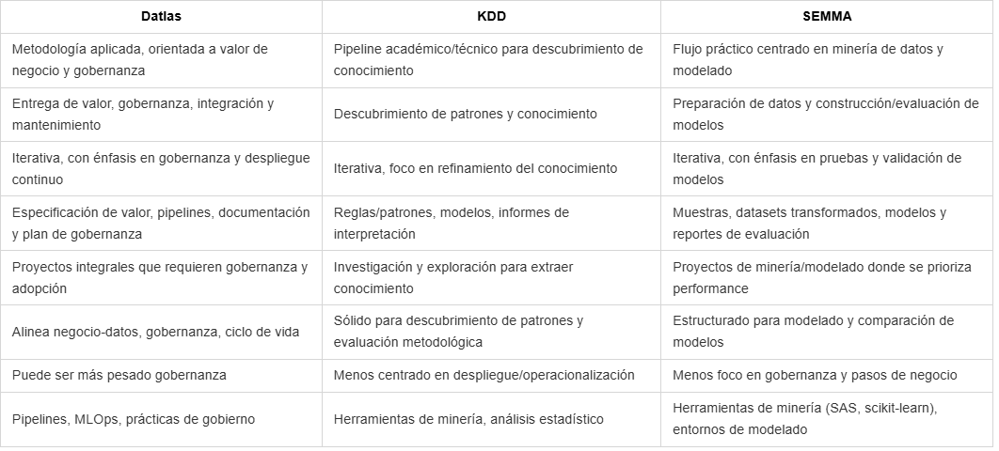 Datlas
KDD
SEMMA
Metodología aplicada, orientada a valor de
negocio y gobernanza
Pipeline académico/técnico para descubrimiento de
conocimiento
Flujo práctico centrado en minería de datos y
modelado
Entrega de valor, gobernanza, integración y
mantenimiento
Descubrimiento de patrones y conocimiento
Preparación de datos y construcción/evaluación de
modelos
Iterativa, con énfasis en gobernanza y despliegue
continuo
Iterativa, foco en refinamiento del conocimiento
Iterativa, con énfasis en pruebas y validación de
modelos
Especificación de valor, pipelines, documentación
y plan de gobernanza
Reglas/patrones, modelos, informes de
interpretación
Muestras, datasets transformados, modelos y
reportes de evaluación
Proyectos integrales que requieren gobernanza y
adopción
Investigación y exploración para extraer
conocimiento
Proyectos de minería/modelado donde se prioriza
performance
Alinea negocio-datos, gobernanza, ciclo de vida
Sólido para descubrimiento de patrones y
evaluación metodológica
Estructurado para modelado y comparación de
modelos
Puede ser más pesado gobernanza
Menos centrado en despliegue/operacionalización
Menos foco en gobernanza y pasos de negocio
Pipelines, MLOps, prácticas de gobierno
Herramientas de minería, análisis estadístico
Herramientas de minería (SAS, scikit-learn),
entornos de modelado